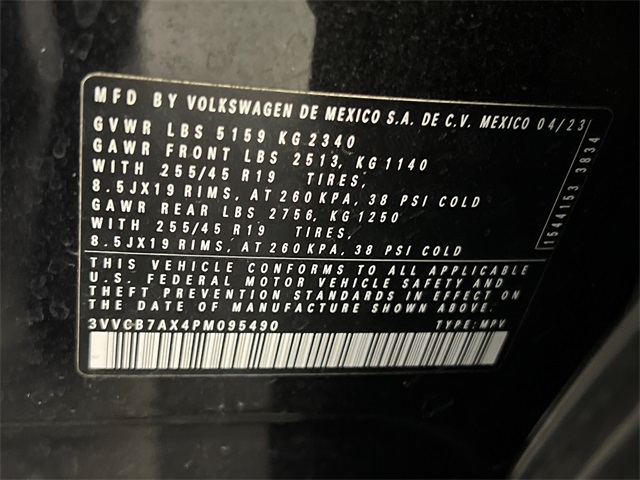 MFD BY VOLKSWAGEN DE MEXICO S.A. DE C.V. MEXICO 04/23
GVWR LBS 5159 KG 2340
GAWR FRONT LBS 2513, KG 1140
WITH 255/45 R19 TIRES,
8.5JX19 RIMS, AT 260 KPA, 38 PSI COLD
GAWR REAR LBS 2756, KG 1250
WITH 255/45 R19 TIRES,
8.5JX19 RIMS, AT 260 KPA, 38 PSI COLD
THIS VEHICLE CONFORMS TO ALL APPLICABLE
U.S. FEDERAL MOTOR VEHICLE SAFETY AND
THEFT PREVENTION STANDARDS IN EFFECT ON
THE DATE OF MANUFACTURE SHOWN ABOVE.
3VVCB7AX4PM095490 TYPE: MPV
1544153 3834